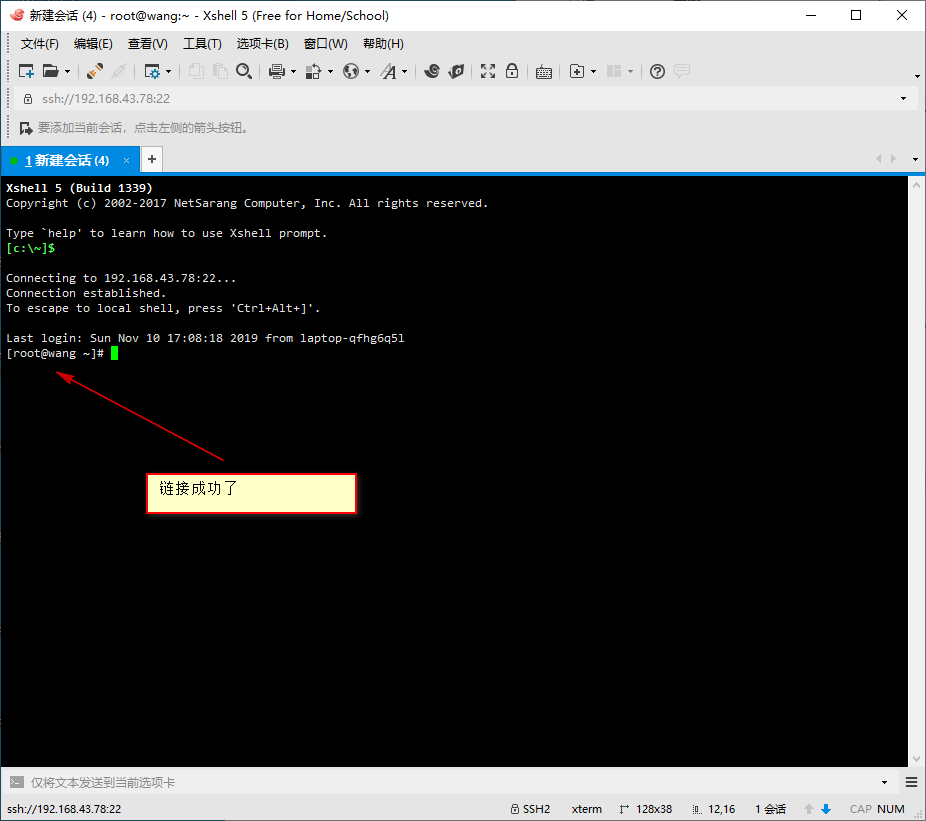 新建会话 (4) - root@wang:~ - Xshell 5 (Free for Home/School)
文件(F) 编辑(E) 查看(V) 工具(T) 选项卡(B) 窗口(W) 帮助(H)
ssh://192.168.43.78:22
要添加当前会话，点击左侧的箭头按钮。
1 新建会话 (4) × +
Xshell 5 (Build 1339)
Copyright (c) 2002-2017 NetSarang Computer, Inc. All rights reserved.
Type `help' to learn how to use Xshell prompt.
[c:\~]$
Connecting to 192.168.43.78:22...
Connection established.
To escape to local shell, press 'Ctrl+Alt+]'.
Last login: Sun Nov 10 17:08:18 2019 from laptop-qfhg6q5l
[root@wang ~]#
链接成功了
仅将文本发送到当前选项卡
ssh://192.168.43.78:22 SSH2 xterm 128x38 12,16 1 会话 CAP NUM